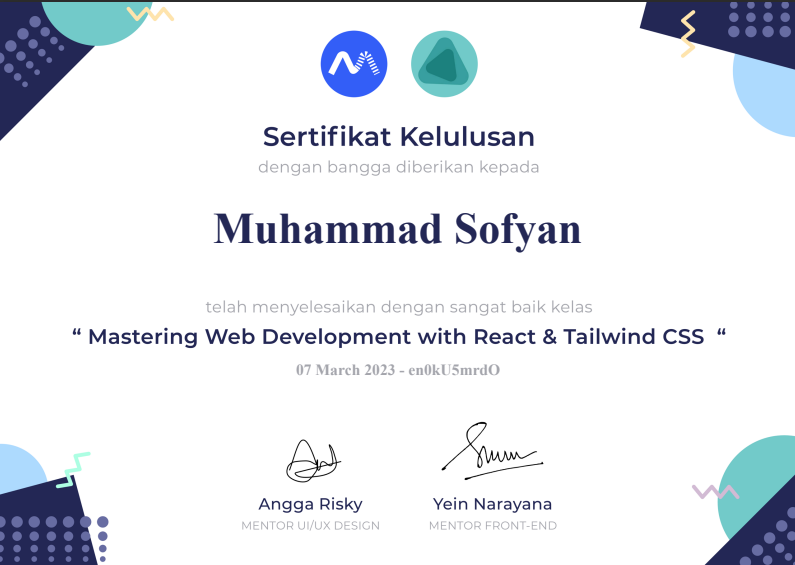 Sertifikat Kelulusan
dengan bangga diberikan kepada
Muhammad Sofyan
telah menyelesaikan dengan sangat baik kelas
“ Mastering Web Development with React & Tailwind CSS “
07 March 2023 - en0kU5mrdO
Angga Risky Yein Narayana
MENTOR UI/UX DESIGN MENTOR FRONT-END